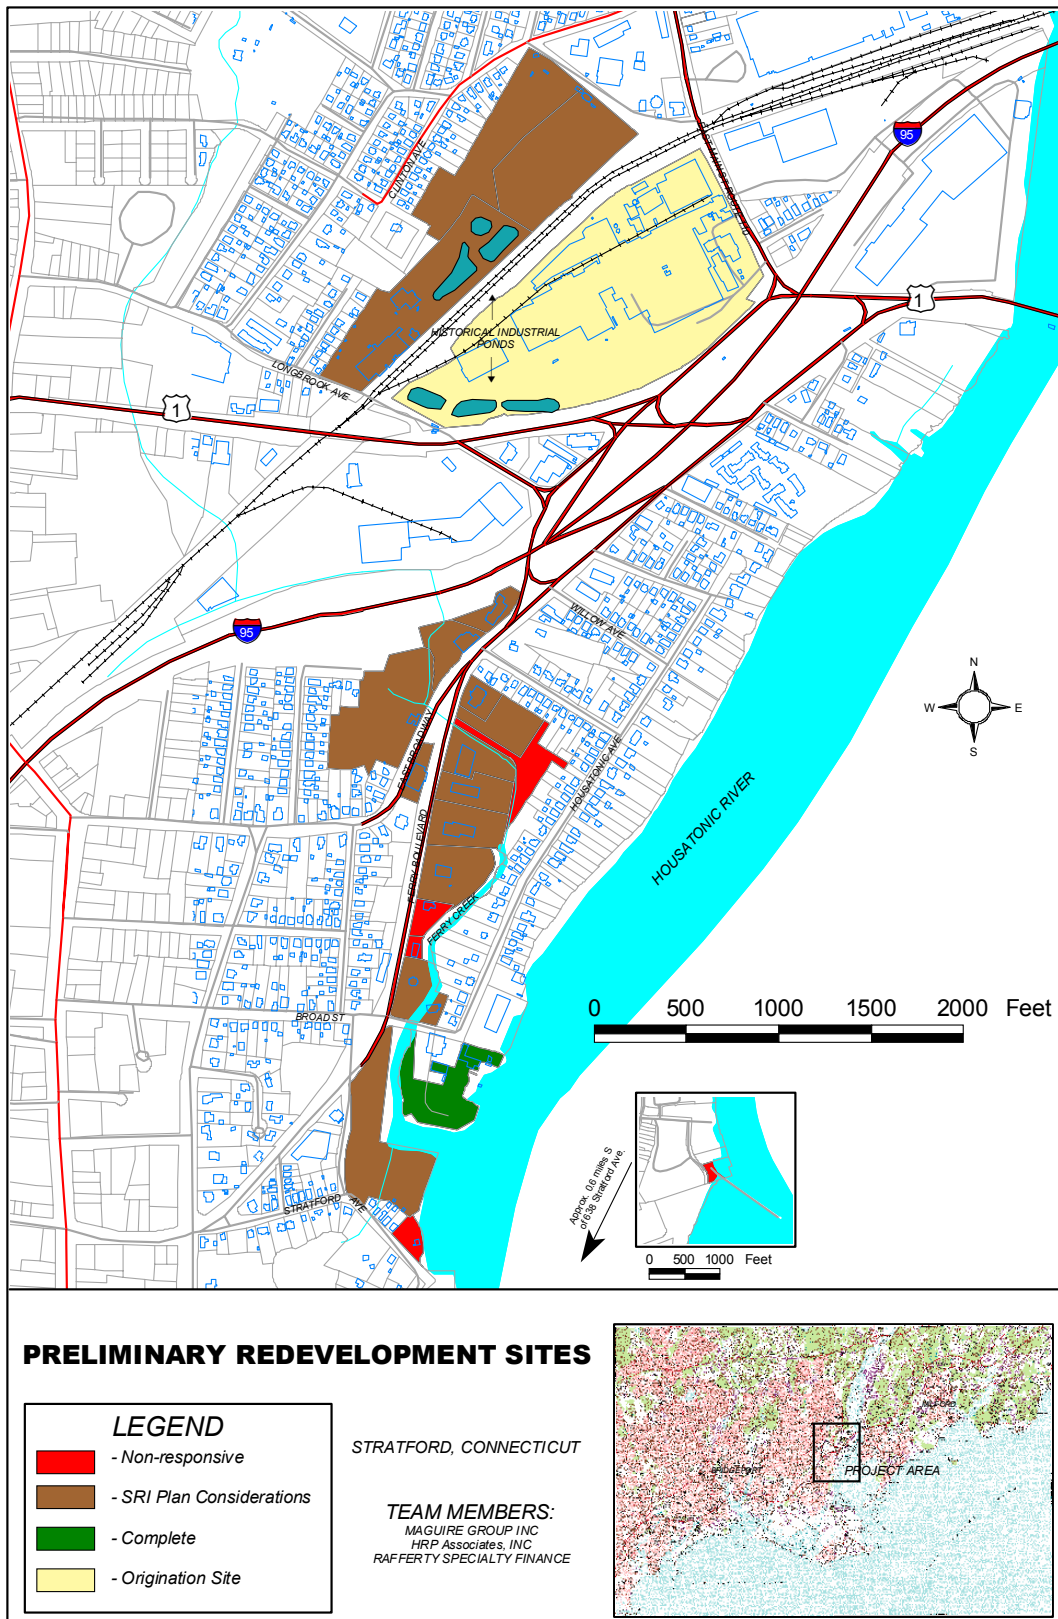 CLINTON AVE
95
1
HISTORICAL INDUSTRIAL
PONDS
LONGBROOK AVE
1
WILLOW AVE
95
N
W E
S
EAST BROADWAY
HOUSATONIC AVE
FERRY BOULEVARD
HOUSATONIC RIVER
FERRY CREEK
BROAD ST
0 500 1000 1500 2000 Feet
STRATFORD AVE
Approx. 0.6 miles S
of 638 Stratford Ave.
0 500 1000 Feet
PRELIMINARY REDEVELOPMENT SITES
LEGEND
- Non-responsive
- SRI Plan Considerations
- Complete
- Origination Site
STRATFORD, CONNECTICUT
TEAM MEMBERS:
MAGUIRE GROUP INC
HRP Associates, INC
RAFFERTY SPECIALTY FINANCE
MILFORD
BRIDGEPORT
PROJECT AREA